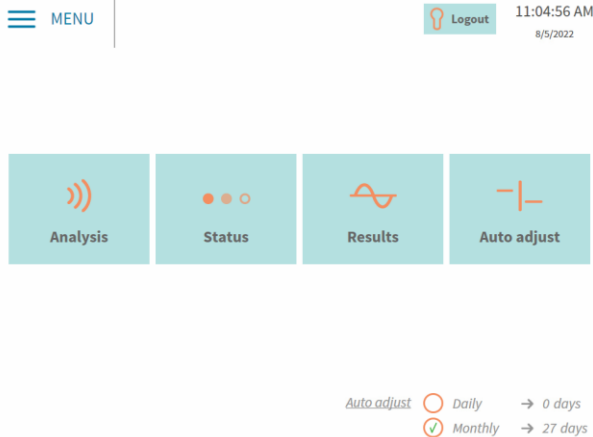 MENU
Logout
11:04:56 AM
8/5/2022
Analysis
Status
Results
Auto adjust
Auto adjust Daily → 0 days
Monthly → 27 days